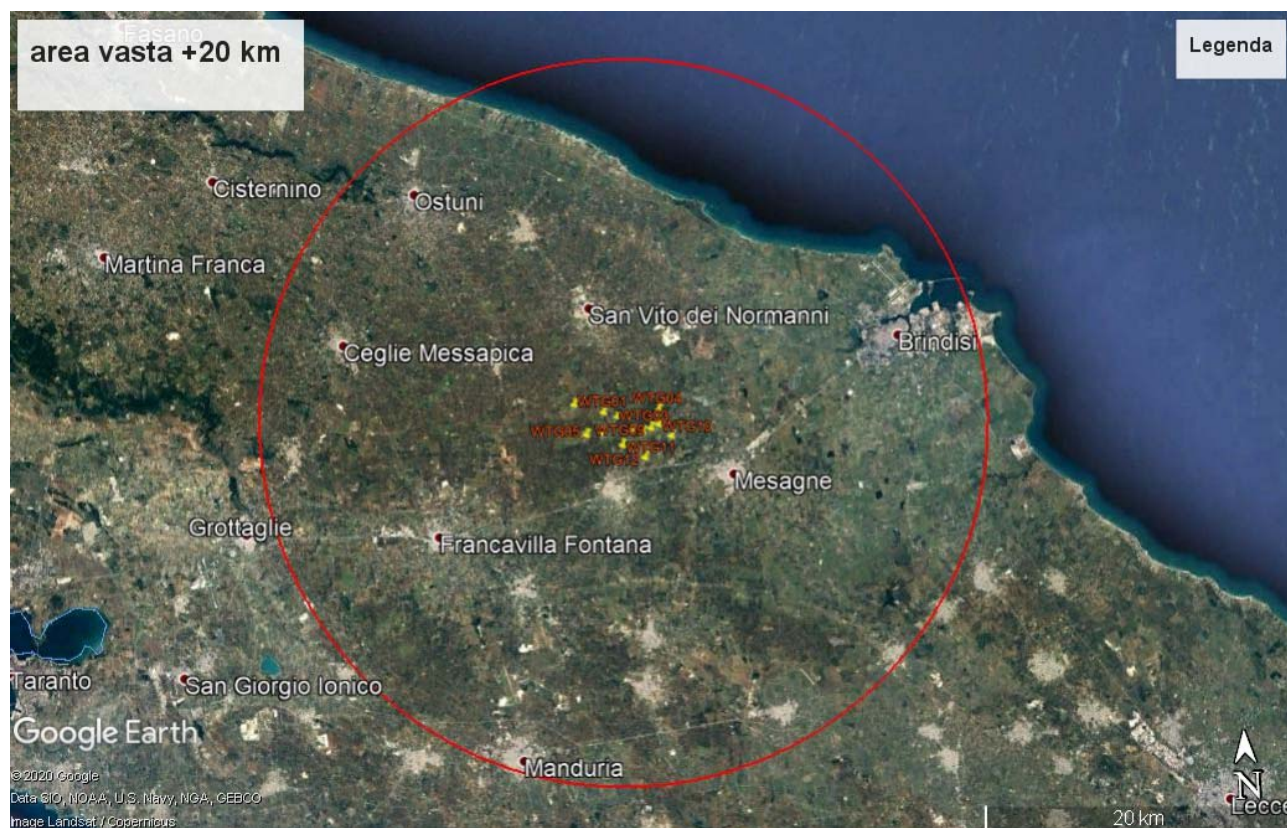 Fasano
area vasta +20 km
Legenda
Cisternino
Ostuni
Martina Franca
San Vito dei Normanni
Brindisi
Ceglie Messapica
WTG12
Mesagne
Grottaglie
Francavilla Fontana
Taranto
San Giorgio Ionico
Google Earth
Manduria
© 2020 Google
Data SIO, NOAA, U.S. Navy, NGA, GEBCO
Image Landsat / Copernicus
N
20 km
Lecce